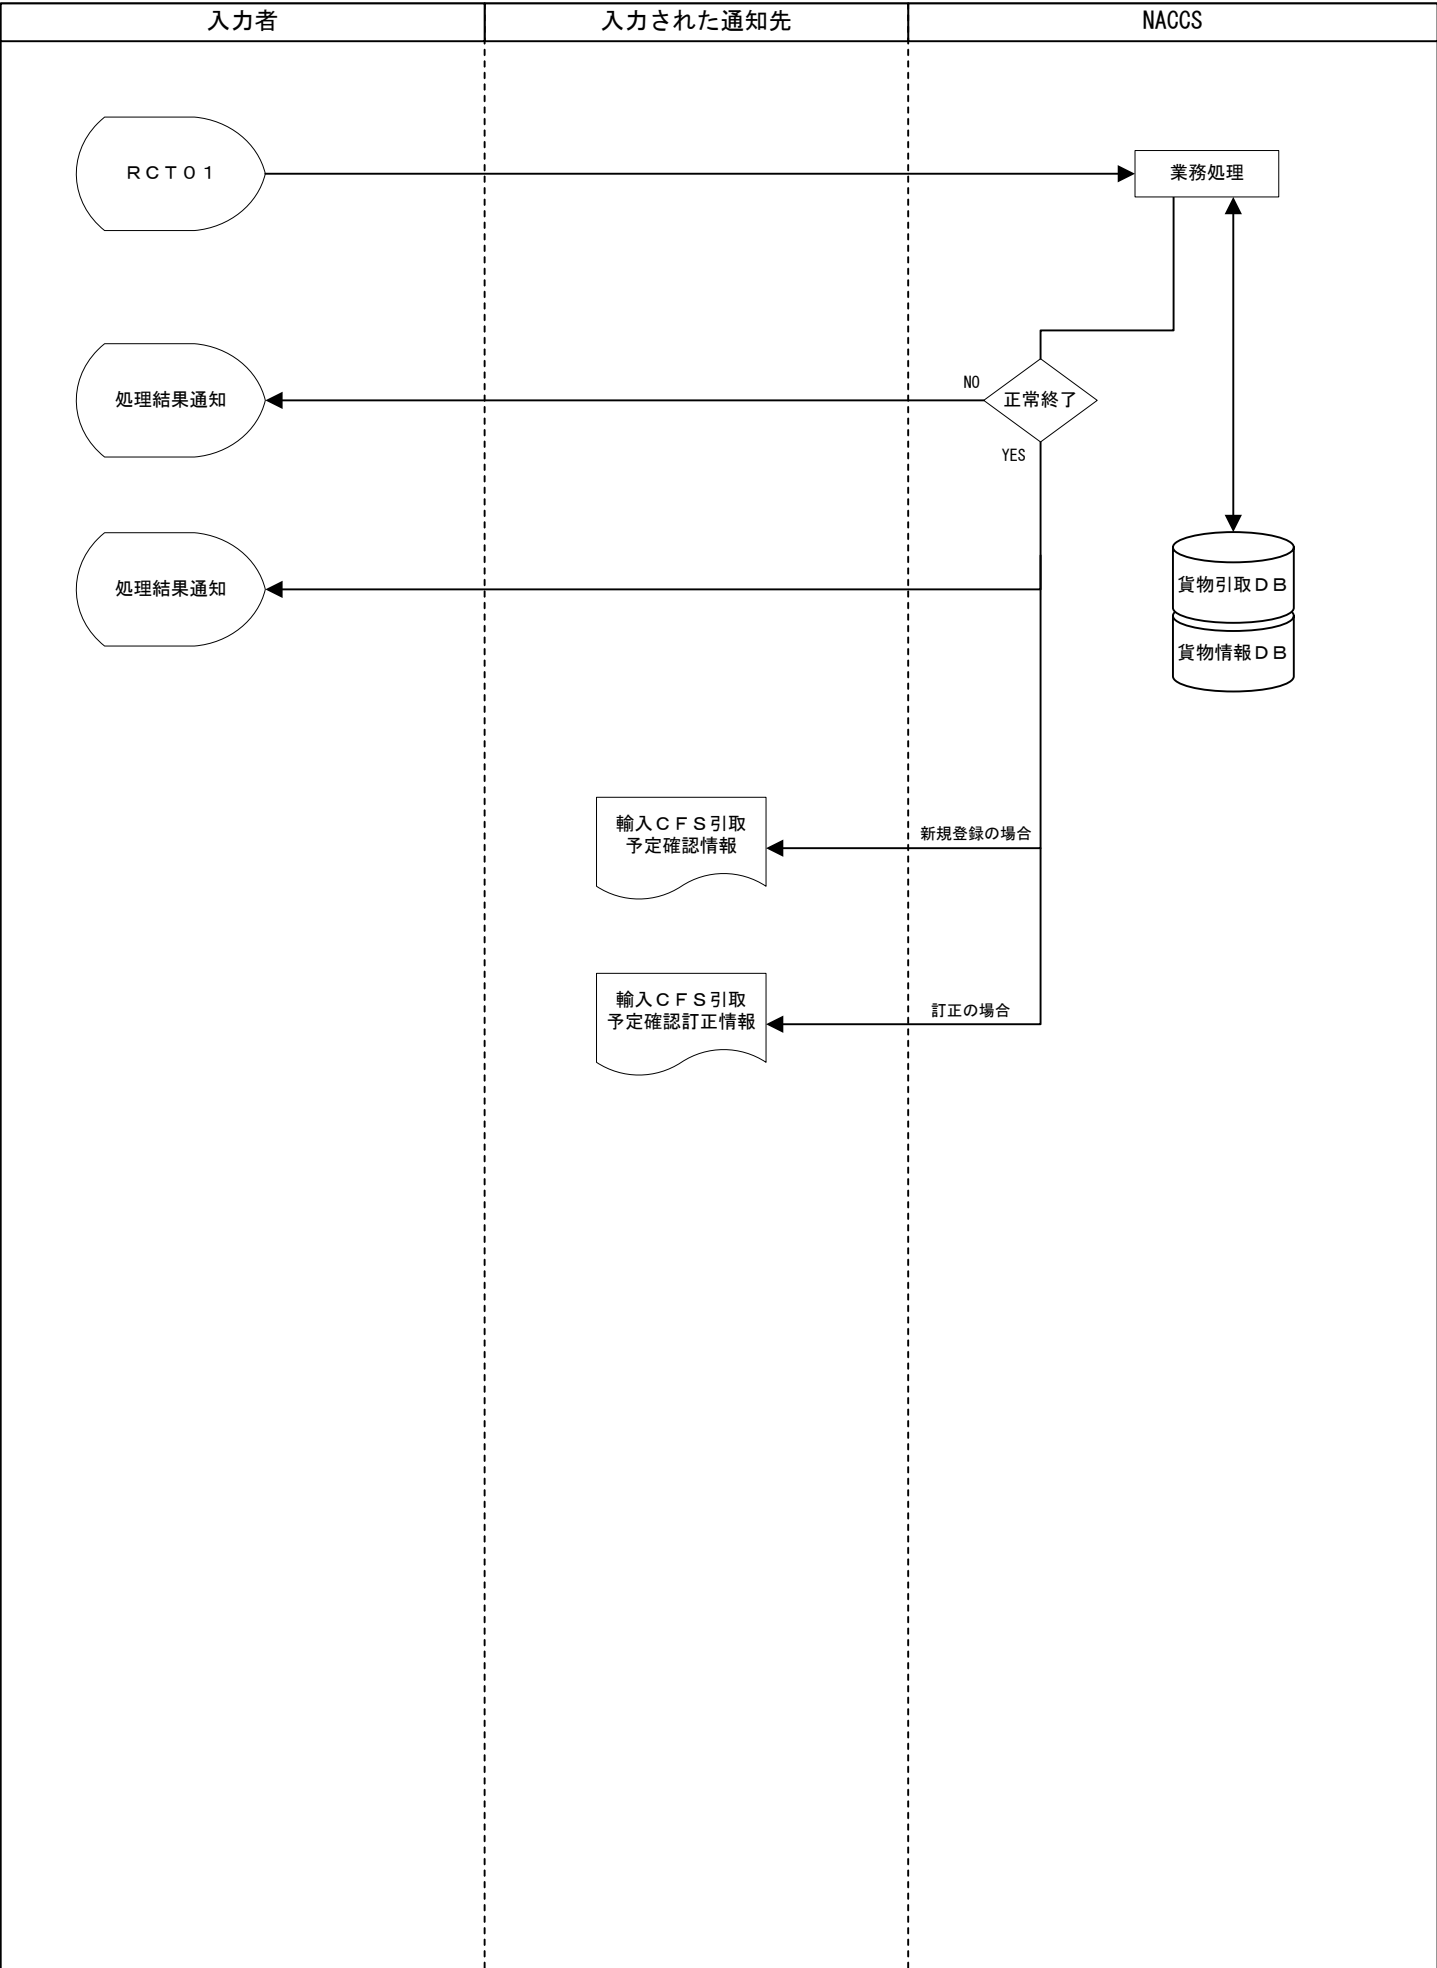 入力者
入力された通知先
NACCS
ＲＣＴ０１
業務処理
処理結果通知
NO
正常終了
YES
処理結果通知
貨物引取ＤＢ
貨物情報ＤＢ
輸入ＣＦＳ引取
予定確認情報
新規登録の場合
輸入ＣＦＳ引取
予定確認訂正情報
訂正の場合